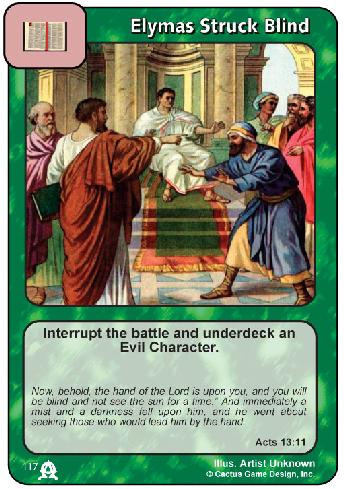 Elymas Struck Blind
Interrupt the battle and underdeck an
Evil Character.
Now, behold, the hand of the Lord is upon you, and you will
be blind and not see the sun for a time." And immediately a
mist and a darkness fell upon him, and he went about
seeking those who would lead him by the hand
Acts 13:11
117
Illus. Artist Unknown
© Cactus Game Design, Inc.